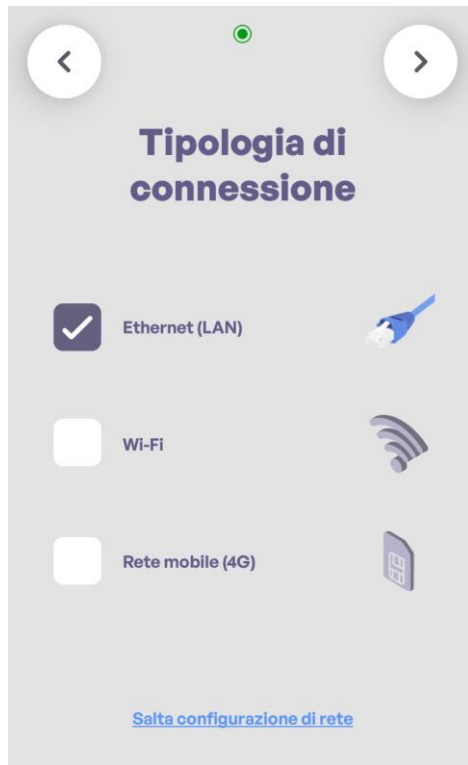 Tipologia di
connessione
Ethernet (LAN)
Wi-Fi
Rete mobile (4G)
Salta configurazione di rete